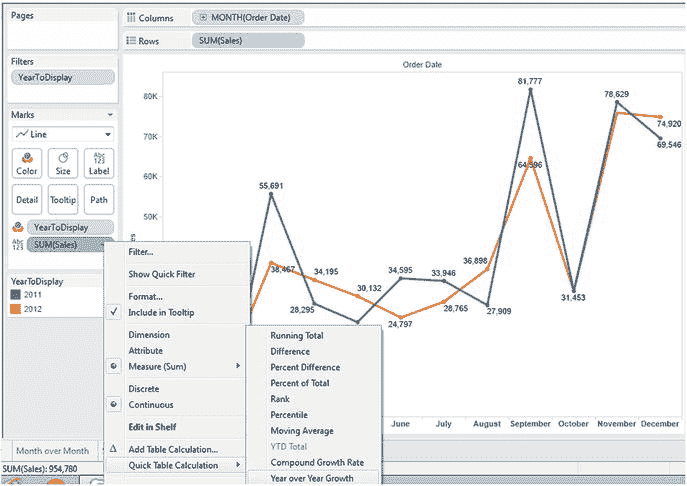 Pages
Columns
MONTH(Order Date)
Rows
SUM(Sales)
Filters
YearToDisplay
Marks
Line
Color
Size
Abc
123
Label
Detail
Tooltip
Path
YearToDisplay
Abc
123
SUM(Sales)
YearToDisplay
2011
2012
Order Date
80K
70K
60K
50K
81,777
78,629
74,920
69,546
64,596
55,691
38,467
34,195
30,132
28,295
34,595
33,946
36,898
24,797
28,765
27,909
31,453
June
July
August
September
October
November
December
Filter...
Show Quick Filter
Format...
Include in Tooltip
Dimension
Attribute
Measure (Sum)
Discrete
Continuous
Edit in Shelf
Add Table Calculation...
Quick Table Calculation
Running Total
Difference
Percent Difference
Percent of Total
Rank
Percentile
Moving Average
YTD Total
Compound Growth Rate
Year over Year Growth
Month over Month
SUM(Sales): 954,780